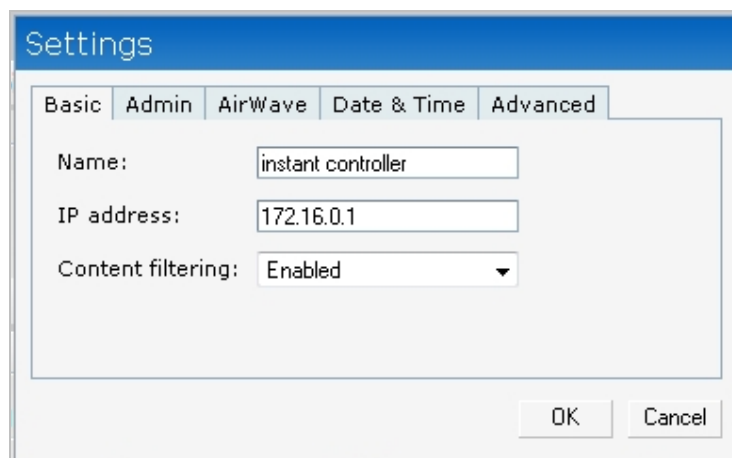 Settings
Basic Admin AirWave Date & Time Advanced
Name: instant controller
IP address: 172.16.0.1
Content filtering: Enabled
OK Cancel